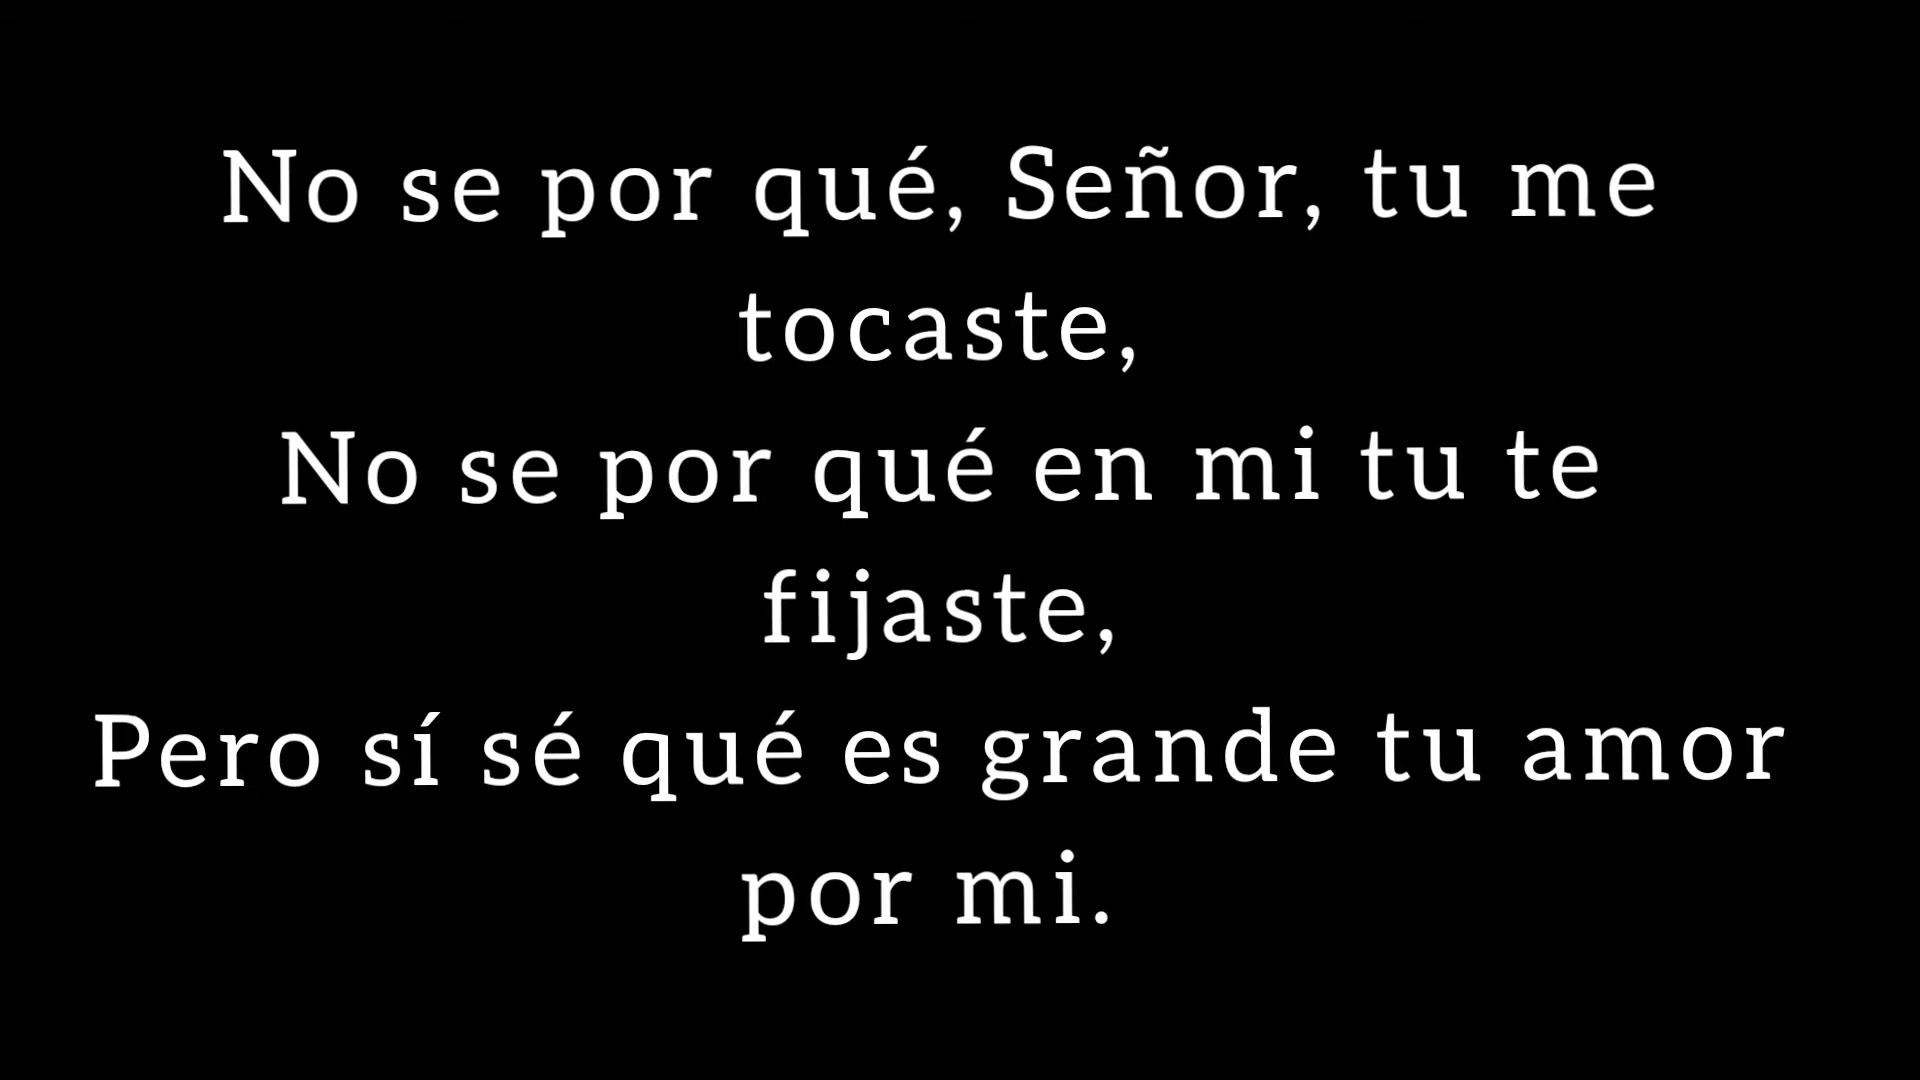 No se por qué, Señor, tu me
tocaste,
No se por qué en mi tu te
fijaste,
Pero sí sé qué es grande tu amor
por mi.